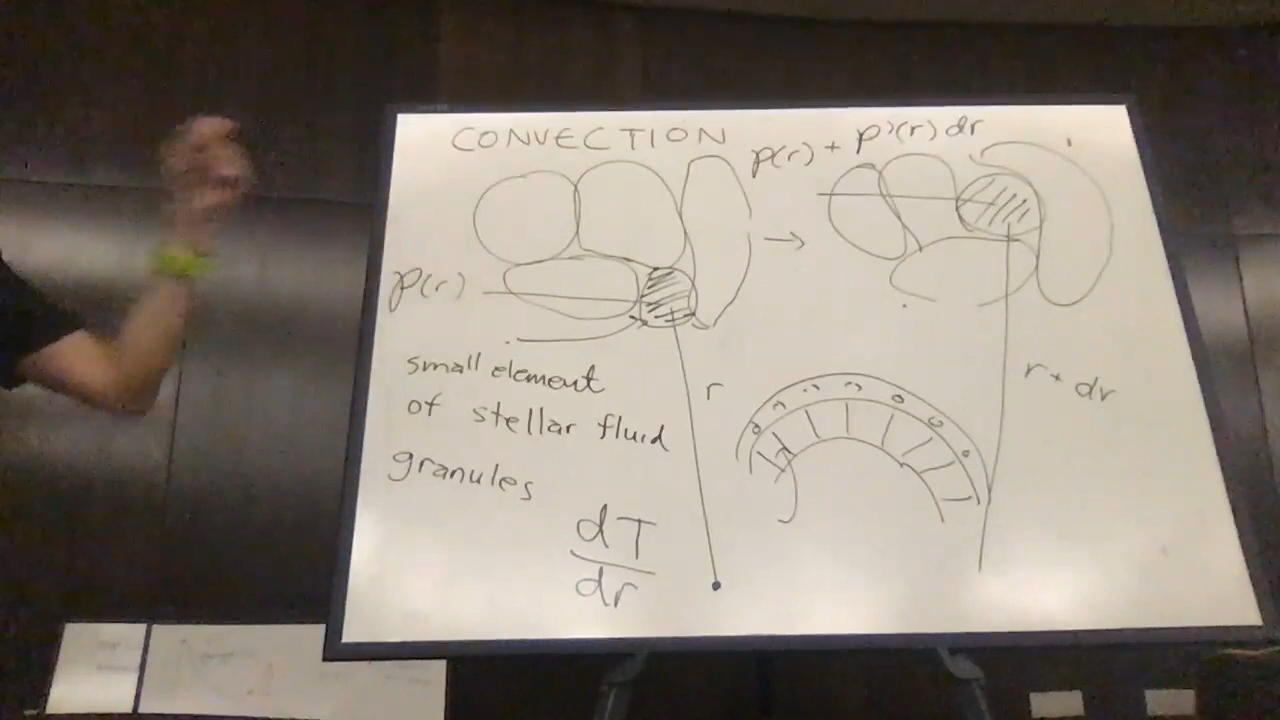 CONVECTION
p(r) + p'(r) dr
p(r)
→
small element
of stellar fluid
granules
r
r + dr
dT
dr